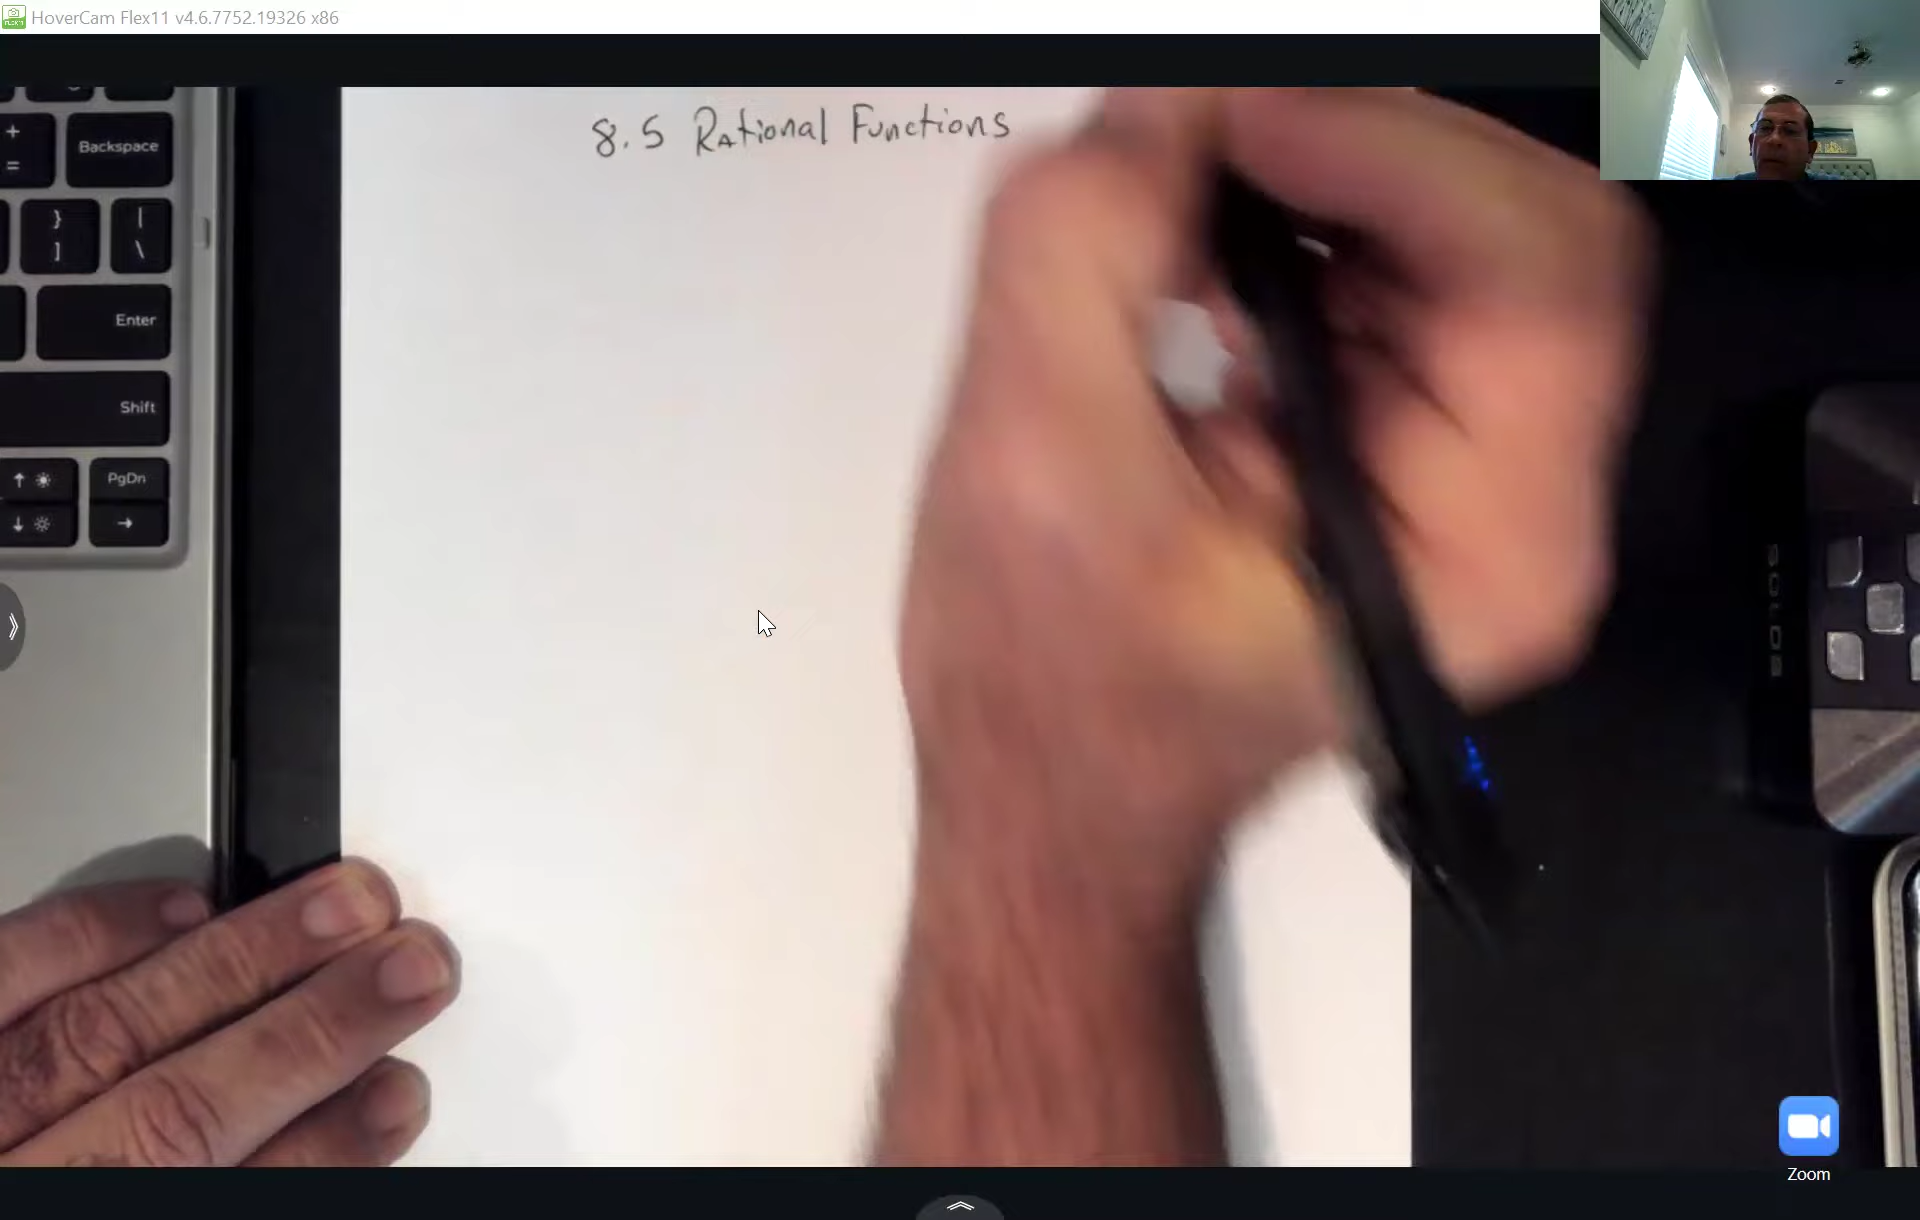 HoverCam Flex11 v4.6.7752.19326 x86
8.5 Rational Functions
+
=
Backspace
}
]
|
\
Enter
Shift
↑
PgDn
↓
→
Zoom